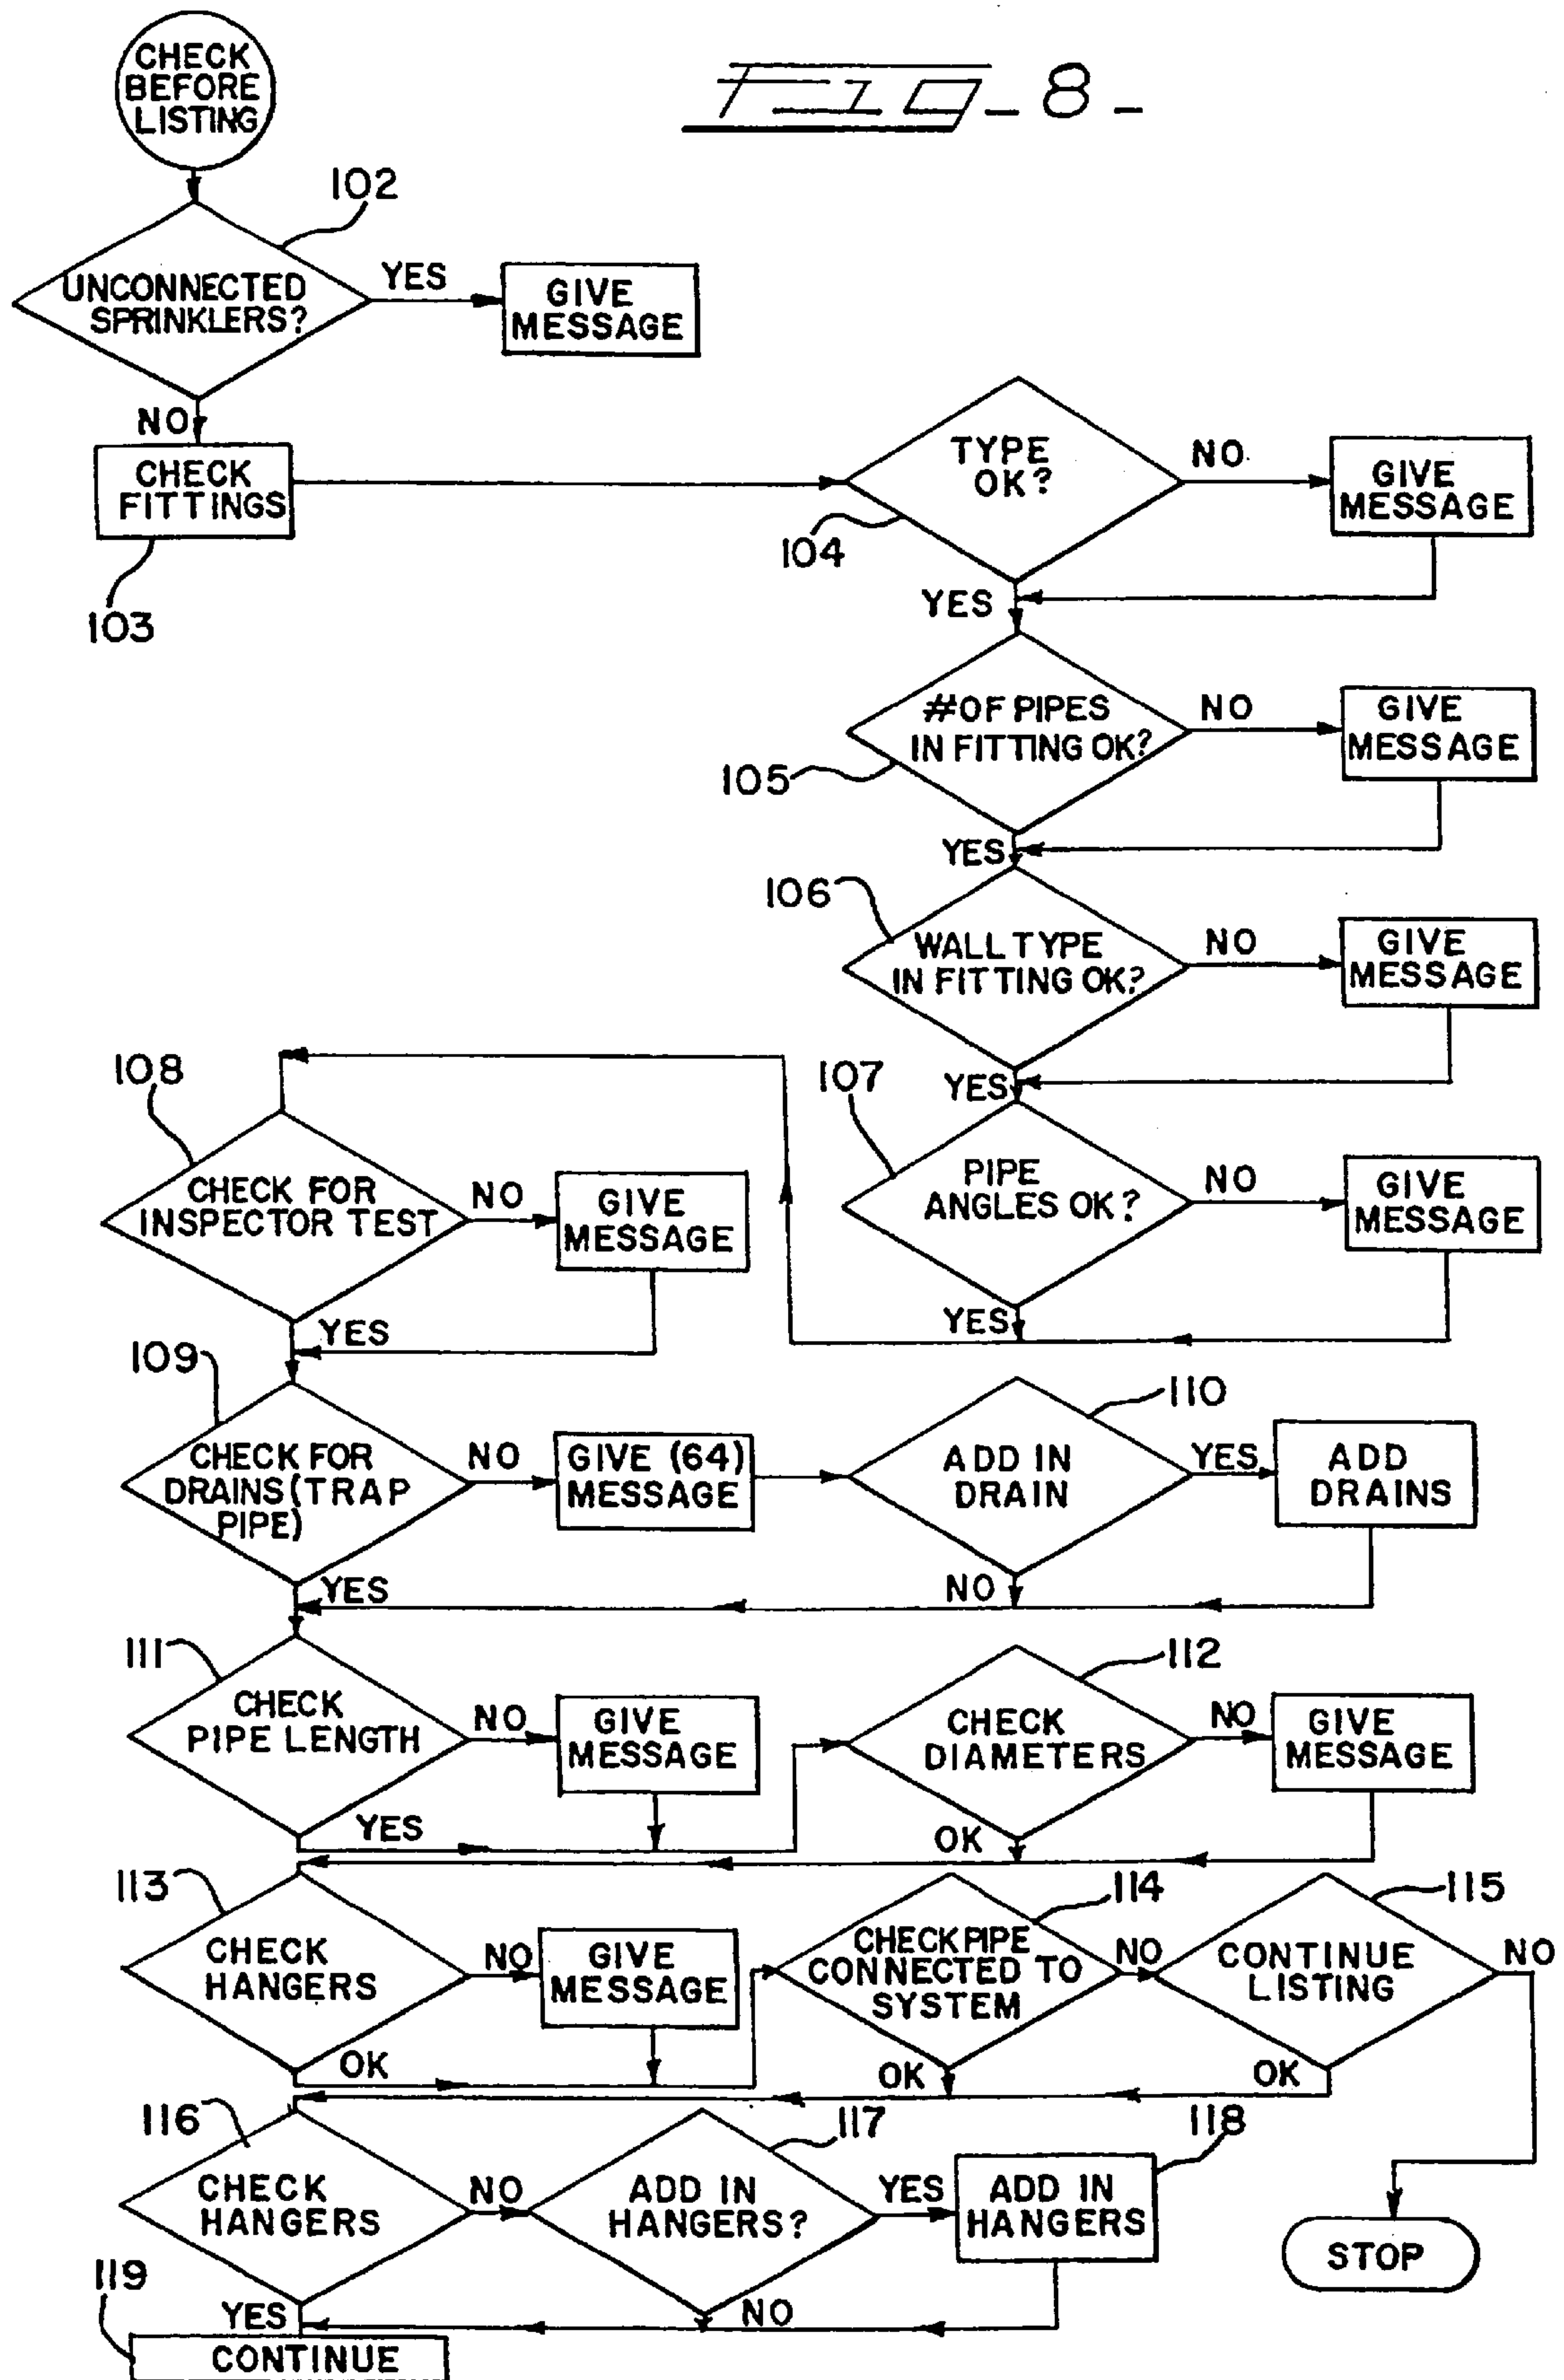 CHECK
BEFORE
LISTING
Fig-8-
102
UNCONNECTED
SPRINKLERS?
YES
GIVE
MESSAGE
NO
CHECK
FITTINGS
103
TYPE
OK?
104
NO
GIVE
MESSAGE
YES
#OF PIPES
IN FITTING OK?
105
NO
GIVE
MESSAGE
YES
106
WALL TYPE
IN FITTING OK?
NO
GIVE
MESSAGE
YES
107
PIPE
ANGLES OK?
NO
GIVE
MESSAGE
YES
108
CHECK FOR
INSPECTOR TEST
NO
GIVE
MESSAGE
YES
109
CHECK FOR
DRAINS(TRAP
PIPE)
NO
GIVE (64)
MESSAGE
110
ADD IN
DRAIN
YES
ADD
DRAINS
NO
YES
111
CHECK
PIPE LENGTH
NO
GIVE
MESSAGE
YES
112
CHECK
DIAMETERS
NO
GIVE
MESSAGE
OK
113
CHECK
HANGERS
NO
GIVE
MESSAGE
OK
114
CHECK PIPE
CONNECTED TO
SYSTEM
NO
OK
115
CONTINUE
LISTING
NO
OK
STOP
116
CHECK
HANGERS
NO
117
ADD IN
HANGERS?
YES
118
ADD IN
HANGERS
NO
YES
119
CONTINUE